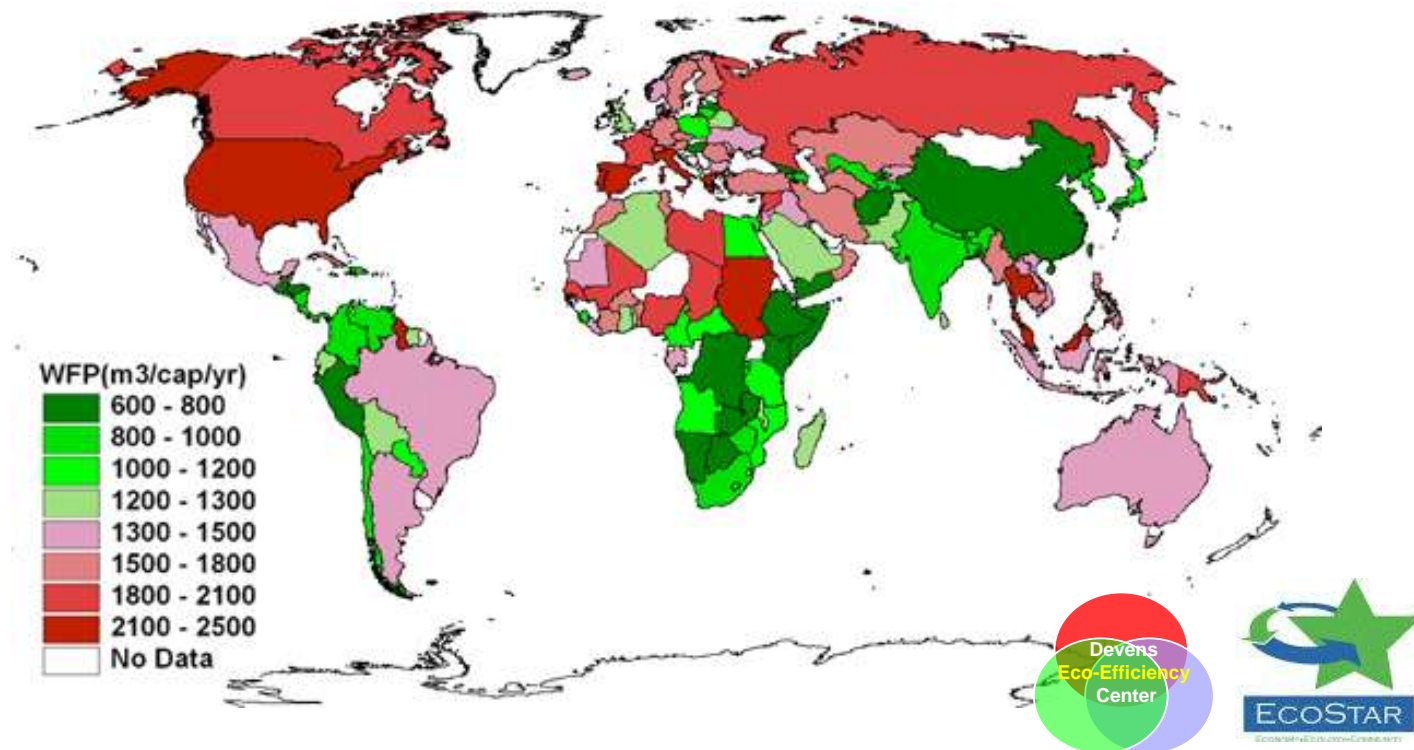 WFP(m3/cap/yr)
600 - 800
800 - 1000
1000 - 1200
1200 - 1300
1300 - 1500
1500 - 1800
1800 - 2100
2100 - 2500
No Data
Devens
Eco-Efficiency
Center
ECOSTAR